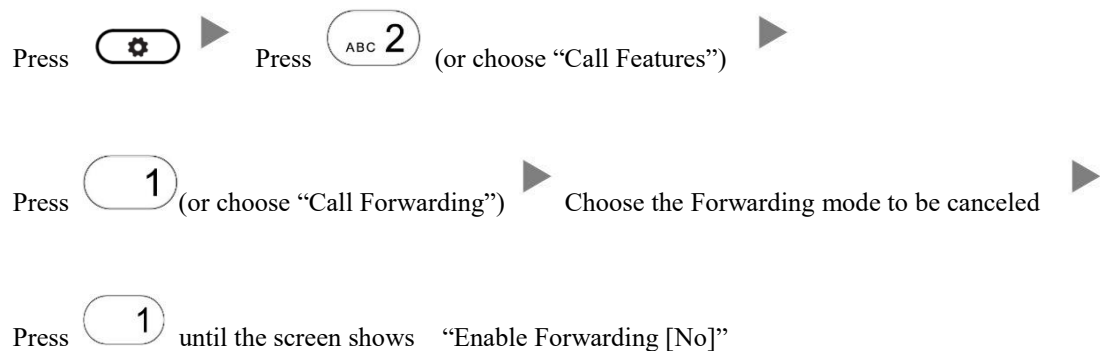 Press Press ABC 2 (or choose “Call Features”)
Press 1 (or choose “Call Forwarding”) Choose the Forwarding mode to be canceled
Press 1 until the screen shows “Enable Forwarding [No]”